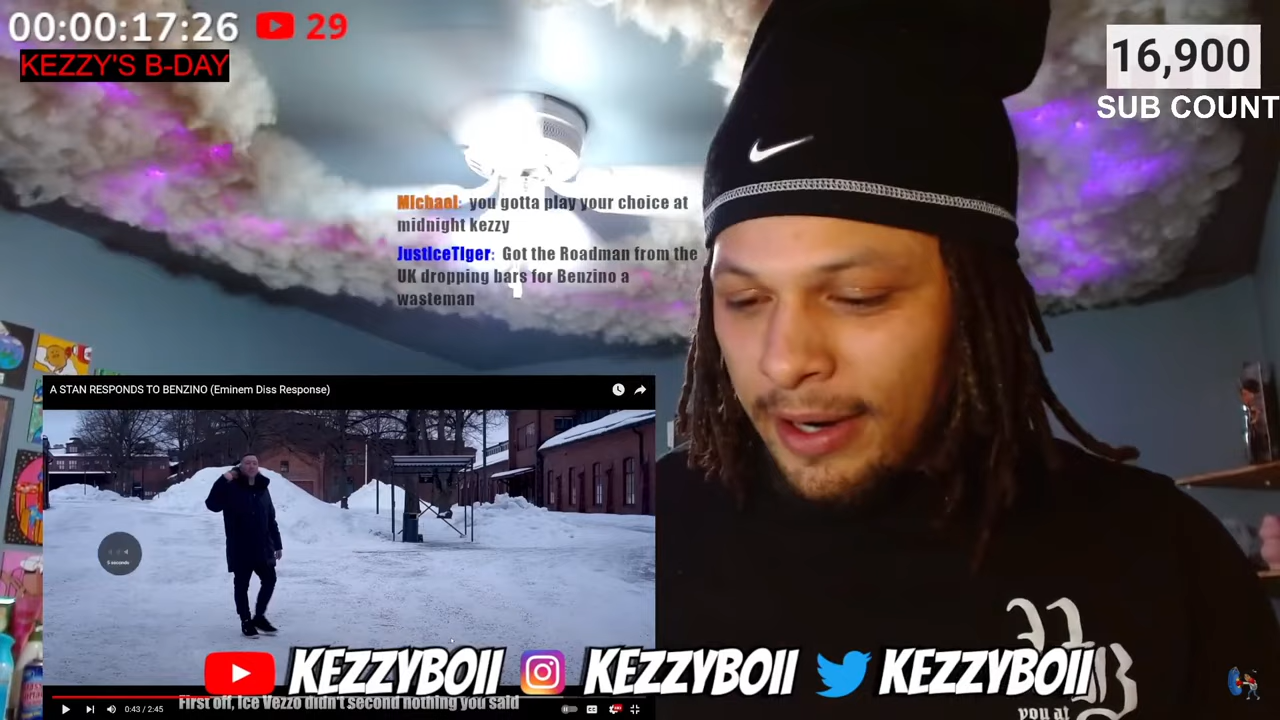 00:00:17:26
29
KEZZY'S B-DAY
16,900
SUB COUNT
Michael: you gotta play your choice at
midnight kezzy
JusticeTiger: Got the Roadman from the
UK dropping bars for Benzino a
wasteman
A STAN RESPONDS TO BENZINO (Eminem Diss Response)
5 seconds
KEZZYBOII
KEZZYBOII
KEZZYBOII
First off, Ice Vezzo didn't second nothing you said
0:43 / 2:45
you at